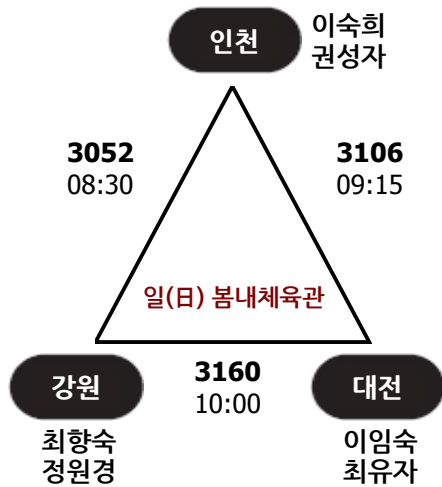 인천
이숙희
권성자
3052
08:30
3106
09:15
일(日) 봄내체육관
강원
3160
10:00
대전
최향숙
정원경
이임숙
최유자